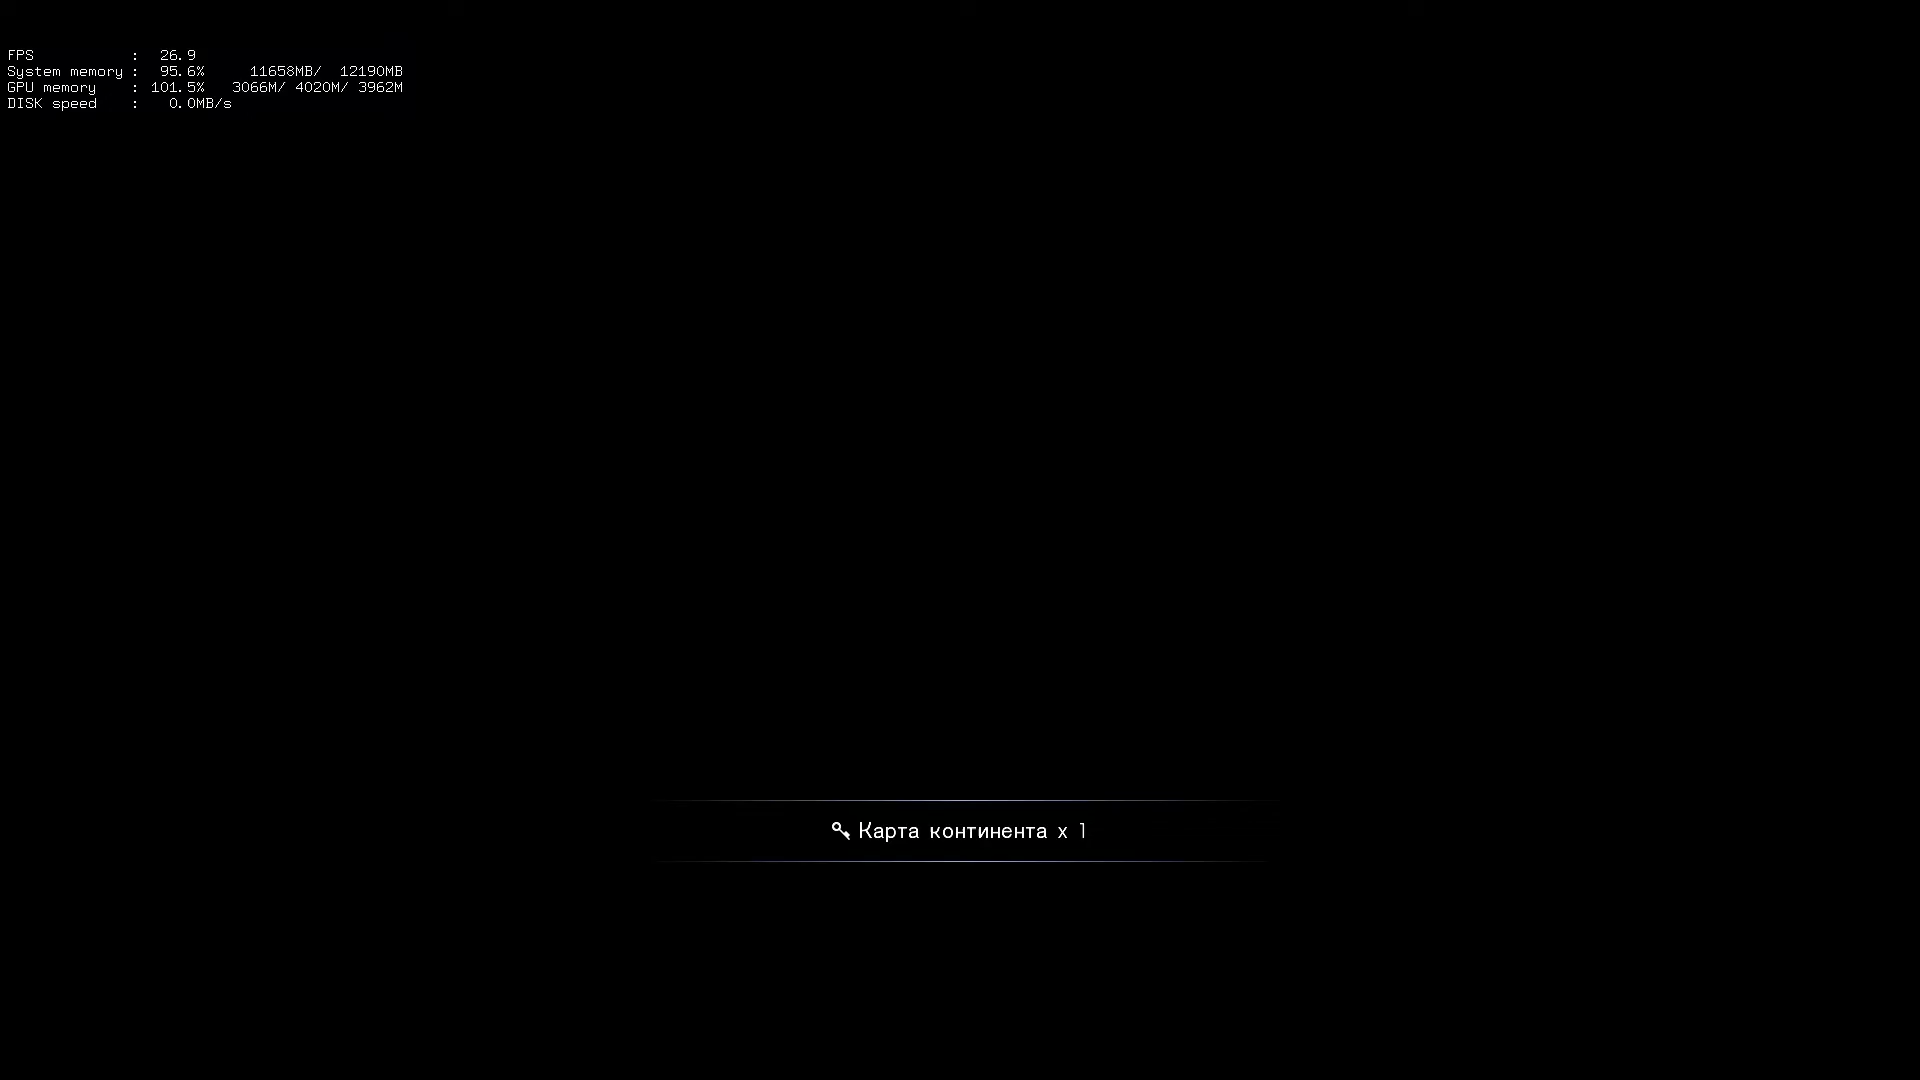 FPS : 26.9
System memory : 95.6% 11658MB/ 12190MB
GPU memory : 101.5% 3066M/ 4020M/ 3962M
DISK speed : 0.0MB/s
Карта континента x 1